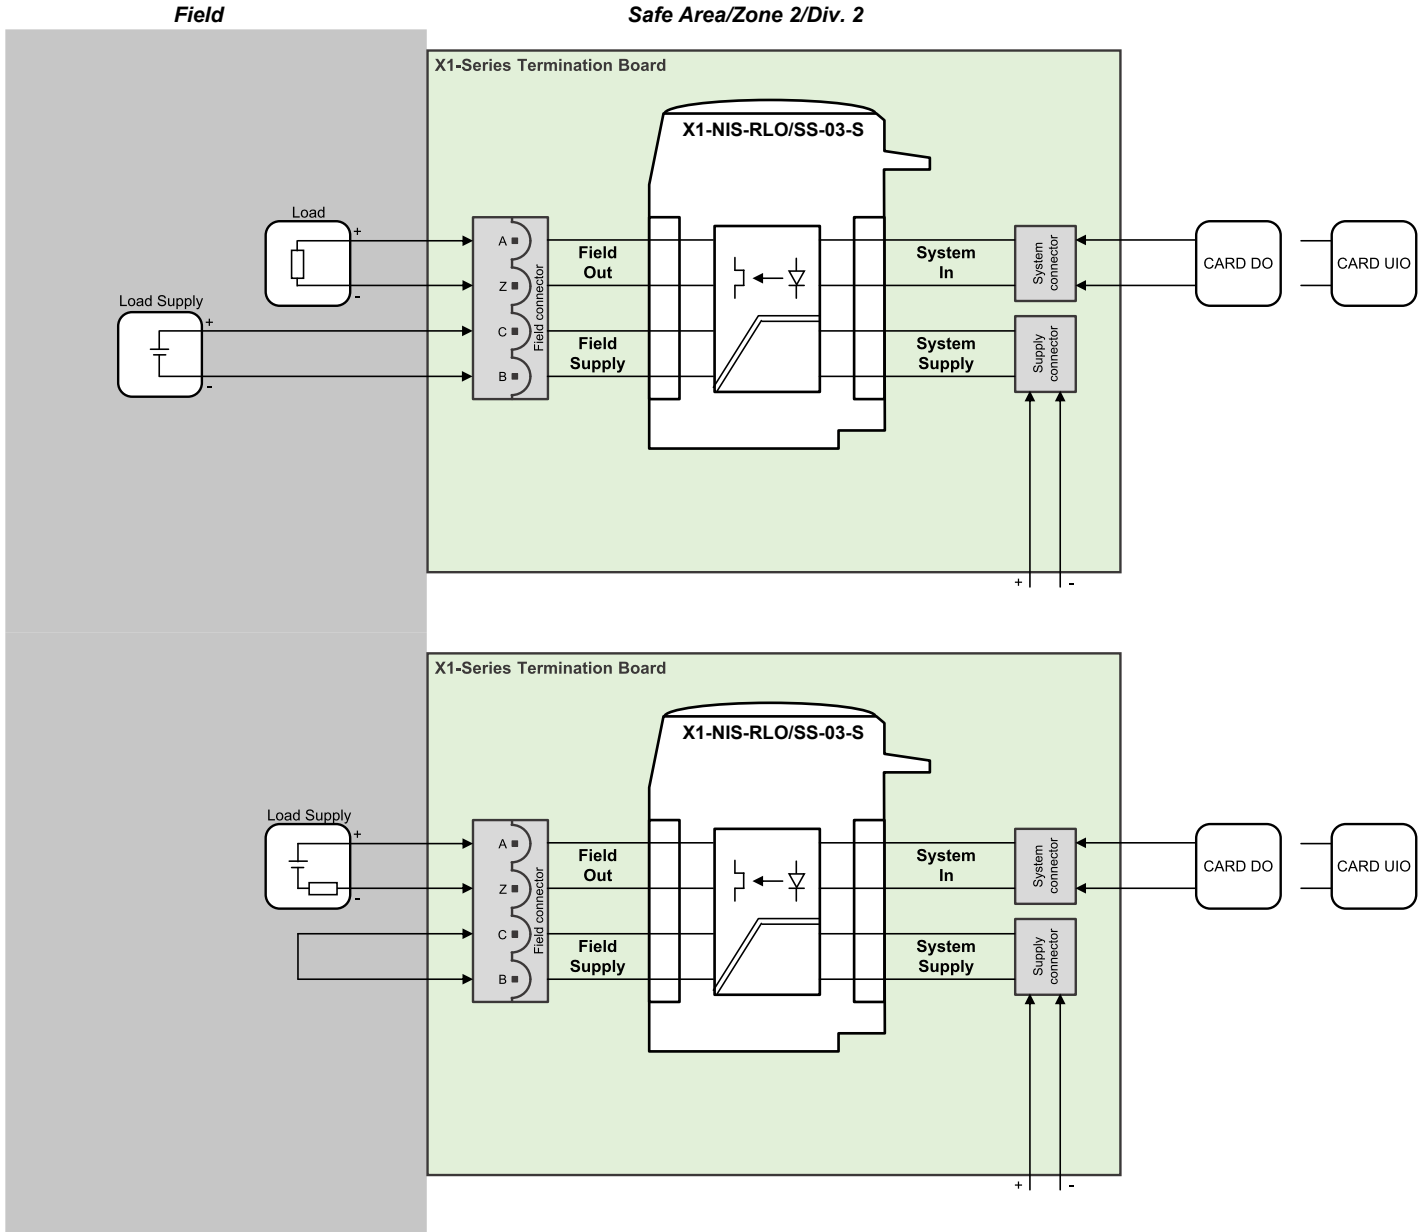 Field
Safe Area/Zone 2/Div. 2
X1-Series Termination Board
X1-NIS-RLO/SS-03-S
Load
+
-
Load Supply
+
-
A
Z
C
B
Field connector
Field
Out
Field
Supply
System
In
System
Supply
System
connector
Supply
connector
CARD DO
CARD UIO
+
-
X1-Series Termination Board
X1-NIS-RLO/SS-03-S
Load Supply
+
-
A
Z
C
B
Field connector
Field
Out
Field
Supply
System
In
System
Supply
System
connector
Supply
connector
CARD DO
CARD UIO
+
-